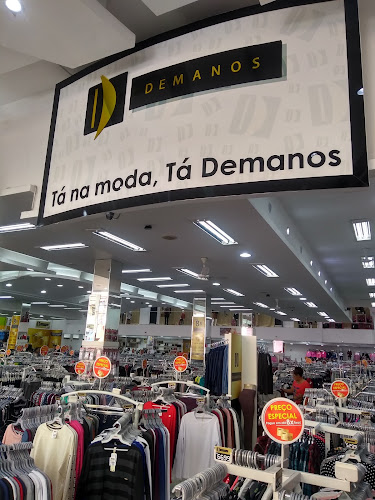 DEMANOS
Tá na moda, Tá Demanos
PREÇO
ESPECIAL